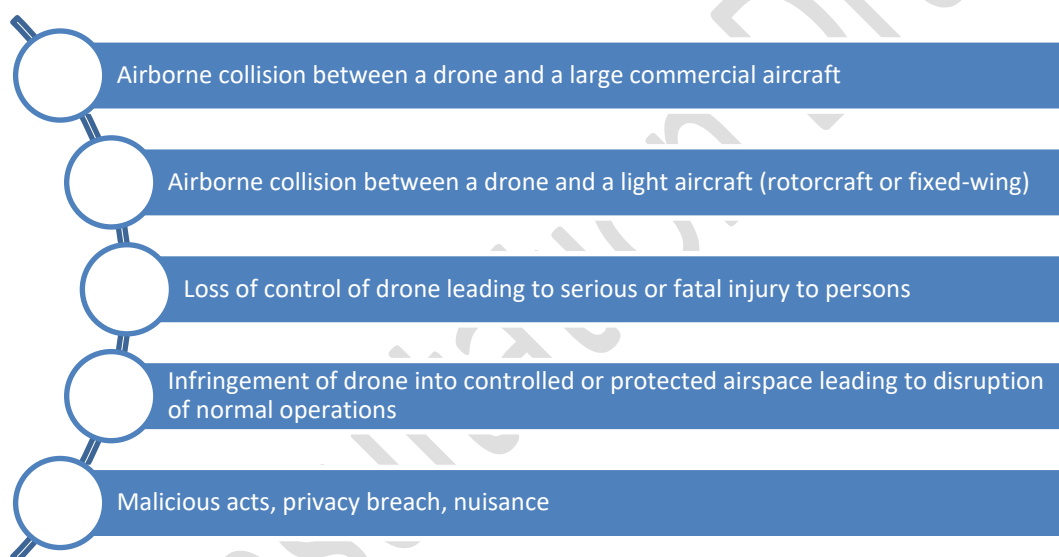 Airborne collision between a drone and a large commercial aircraft
Airborne collision between a drone and a light aircraft (rotorcraft or fixed-wing)
Loss of control of drone leading to serious or fatal injury to persons
Infringement of drone into controlled or protected airspace leading to disruption
of normal operations
Malicious acts, privacy breach, nuisance